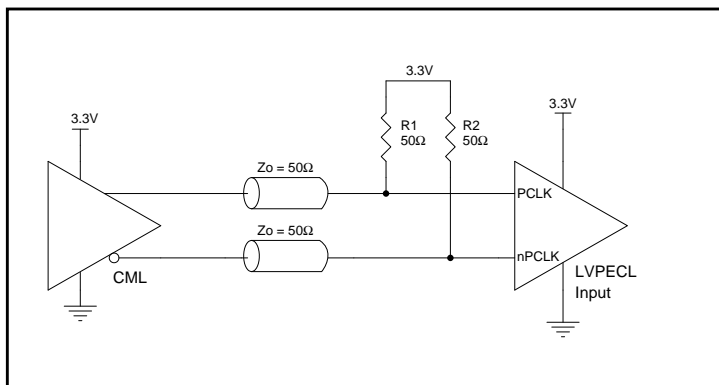 3.3V
3.3V
3.3V
R1
50Ω
R2
50Ω
Zo = 50Ω
PCLK
Zo = 50Ω
nPCLK
CML
LVPECL
Input